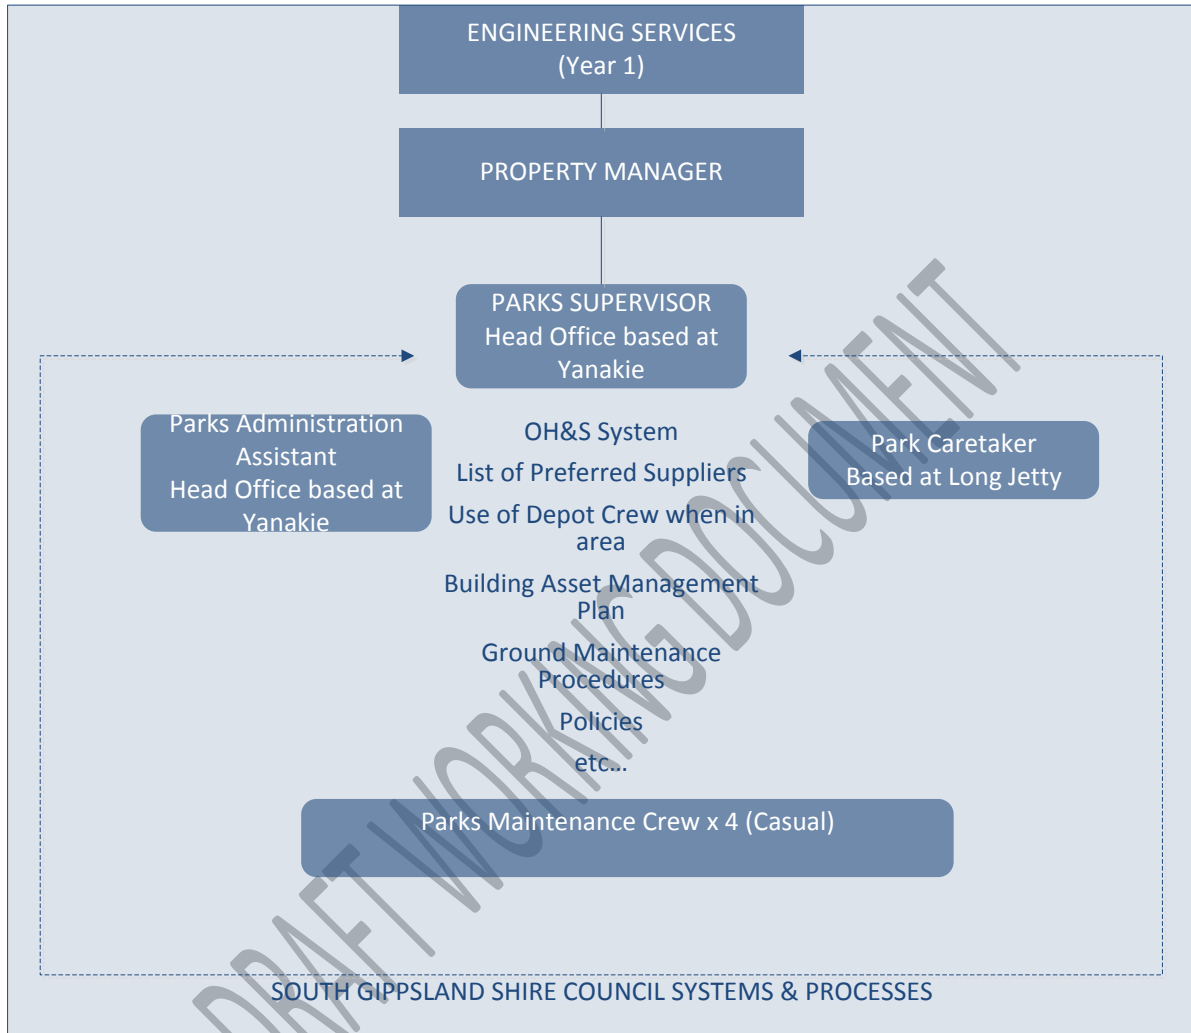 ENGINEERING SERVICES
(Year 1)
PROPERTY MANAGER
PARKS SUPERVISOR
Head Office based at
Yanakie
Parks Administration
Assistant
Head Office based at
Yanakie
OH&S System
List of Preferred Suppliers
Use of Depot Crew when in
area
Building Asset Management
Plan
Ground Maintenance
Procedures
Policies
etc...
Park Caretaker
Based at Long Jetty
Parks Maintenance Crew x 4 (Casual)
SOUTH GIPPSLAND SHIRE COUNCIL SYSTEMS & PROCESSES
DRAFT WORKING DOCUMENT